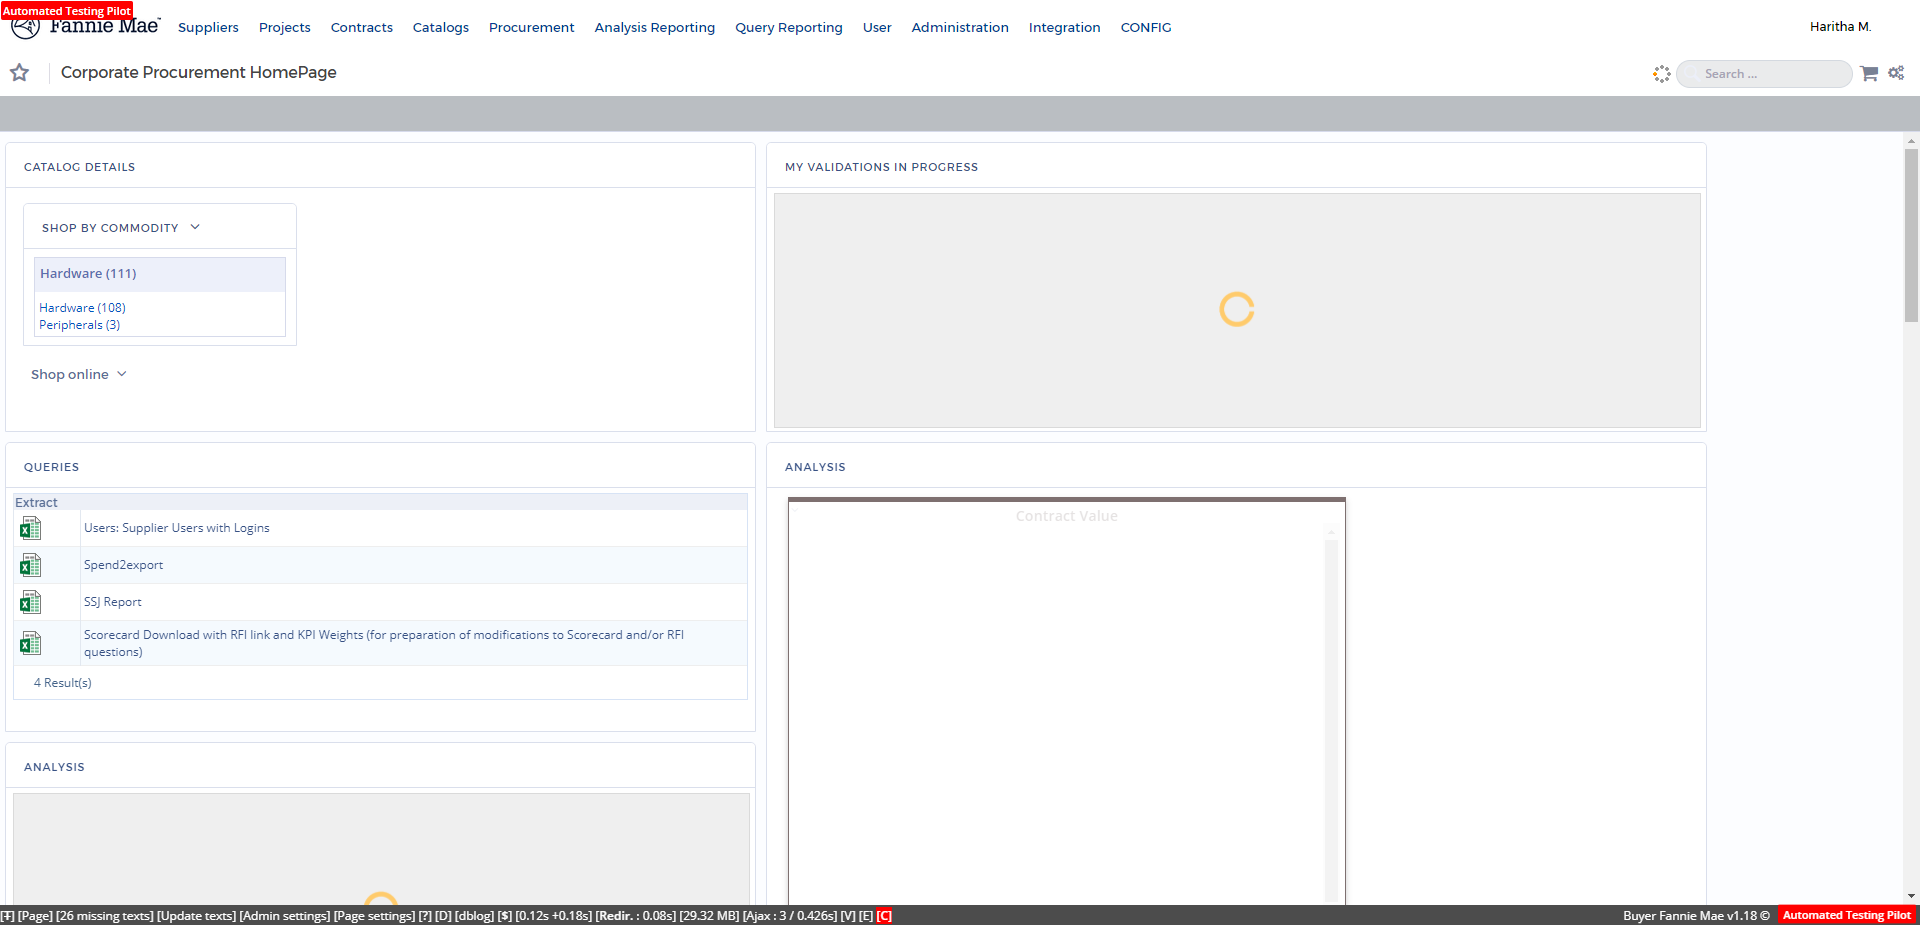 Automated Testing Pilot
Fannie Mae
Suppliers Projects Contracts Catalogs Procurement Analysis Reporting Query Reporting User Administration Integration CONFIG
Haritha M.
Corporate Procurement HomePage
Search ...
CATALOG DETAILS
SHOP BY COMMODITY
Hardware (111)
Hardware (108)
Peripherals (3)
Shop online
MY VALIDATIONS IN PROGRESS
QUERIES
Extract
Users: Supplier Users with Logins
Spend2export
SSJ Report
Scorecard Download with RFI link and KPI Weights (for preparation of modifications to Scorecard and/or RFI
questions)
4 Result(s)
ANALYSIS
Contract Value
ANALYSIS
[T] [Page] [26 missing texts] [Update texts] [Admin settings] [Page settings] [?] [D] [dblog] [$] [0.12s +0.18s] [Redir. : 0.08s] [29.32 MB] [Ajax : 3 / 0.426s] [V] [E] [C]
Buyer Fannie Mae v1.18 © Automated Testing Pilot